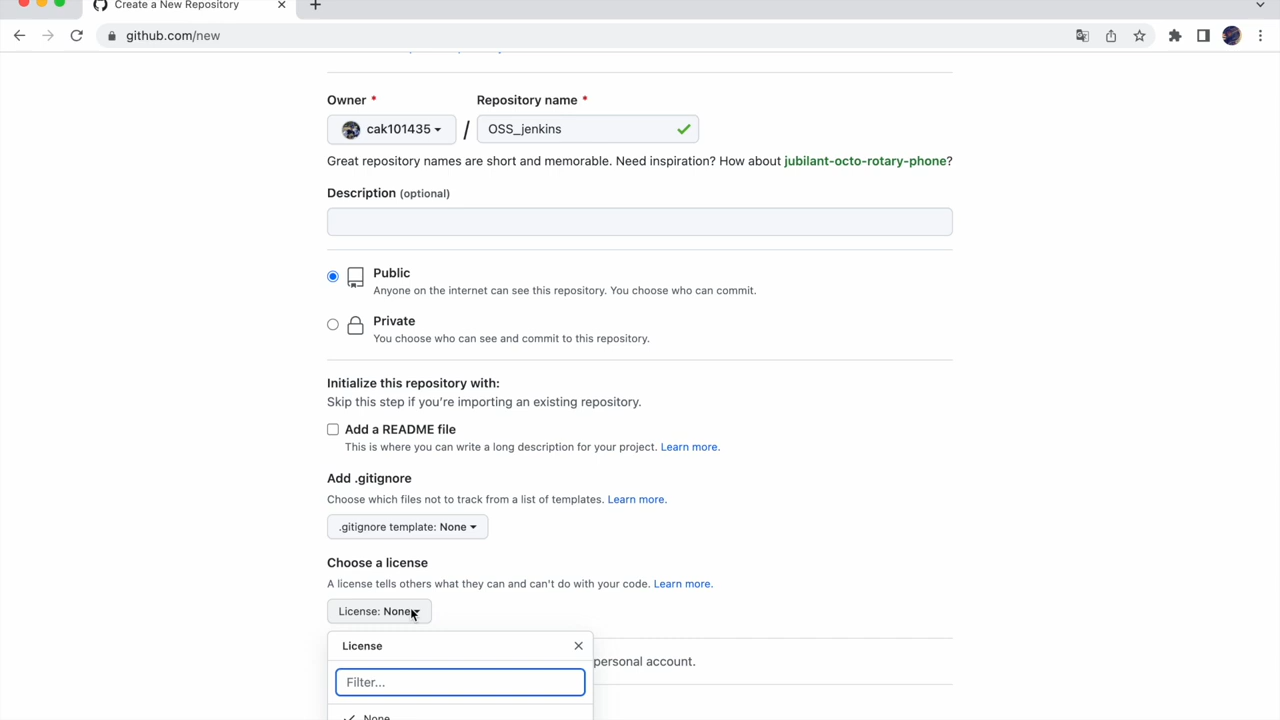 Create a New Repository
github.com/new
Owner *
Repository name *
cak101435
/
OSS_jenkins
Great repository names are short and memorable. Need inspiration? How about jubilant-octo-rotary-phone?
Description (optional)
Public
Anyone on the internet can see this repository. You choose who can commit.
Private
You choose who can see and commit to this repository.
Initialize this repository with:
Skip this step if you're importing an existing repository.
Add a README file
This is where you can write a long description for your project. Learn more.
Add .gitignore
Choose which files not to track from a list of templates. Learn more.
.gitignore template: None
Choose a license
A license tells others what they can and can't do with your code. Learn more.
License: None
License
personal account.
Filter...
None